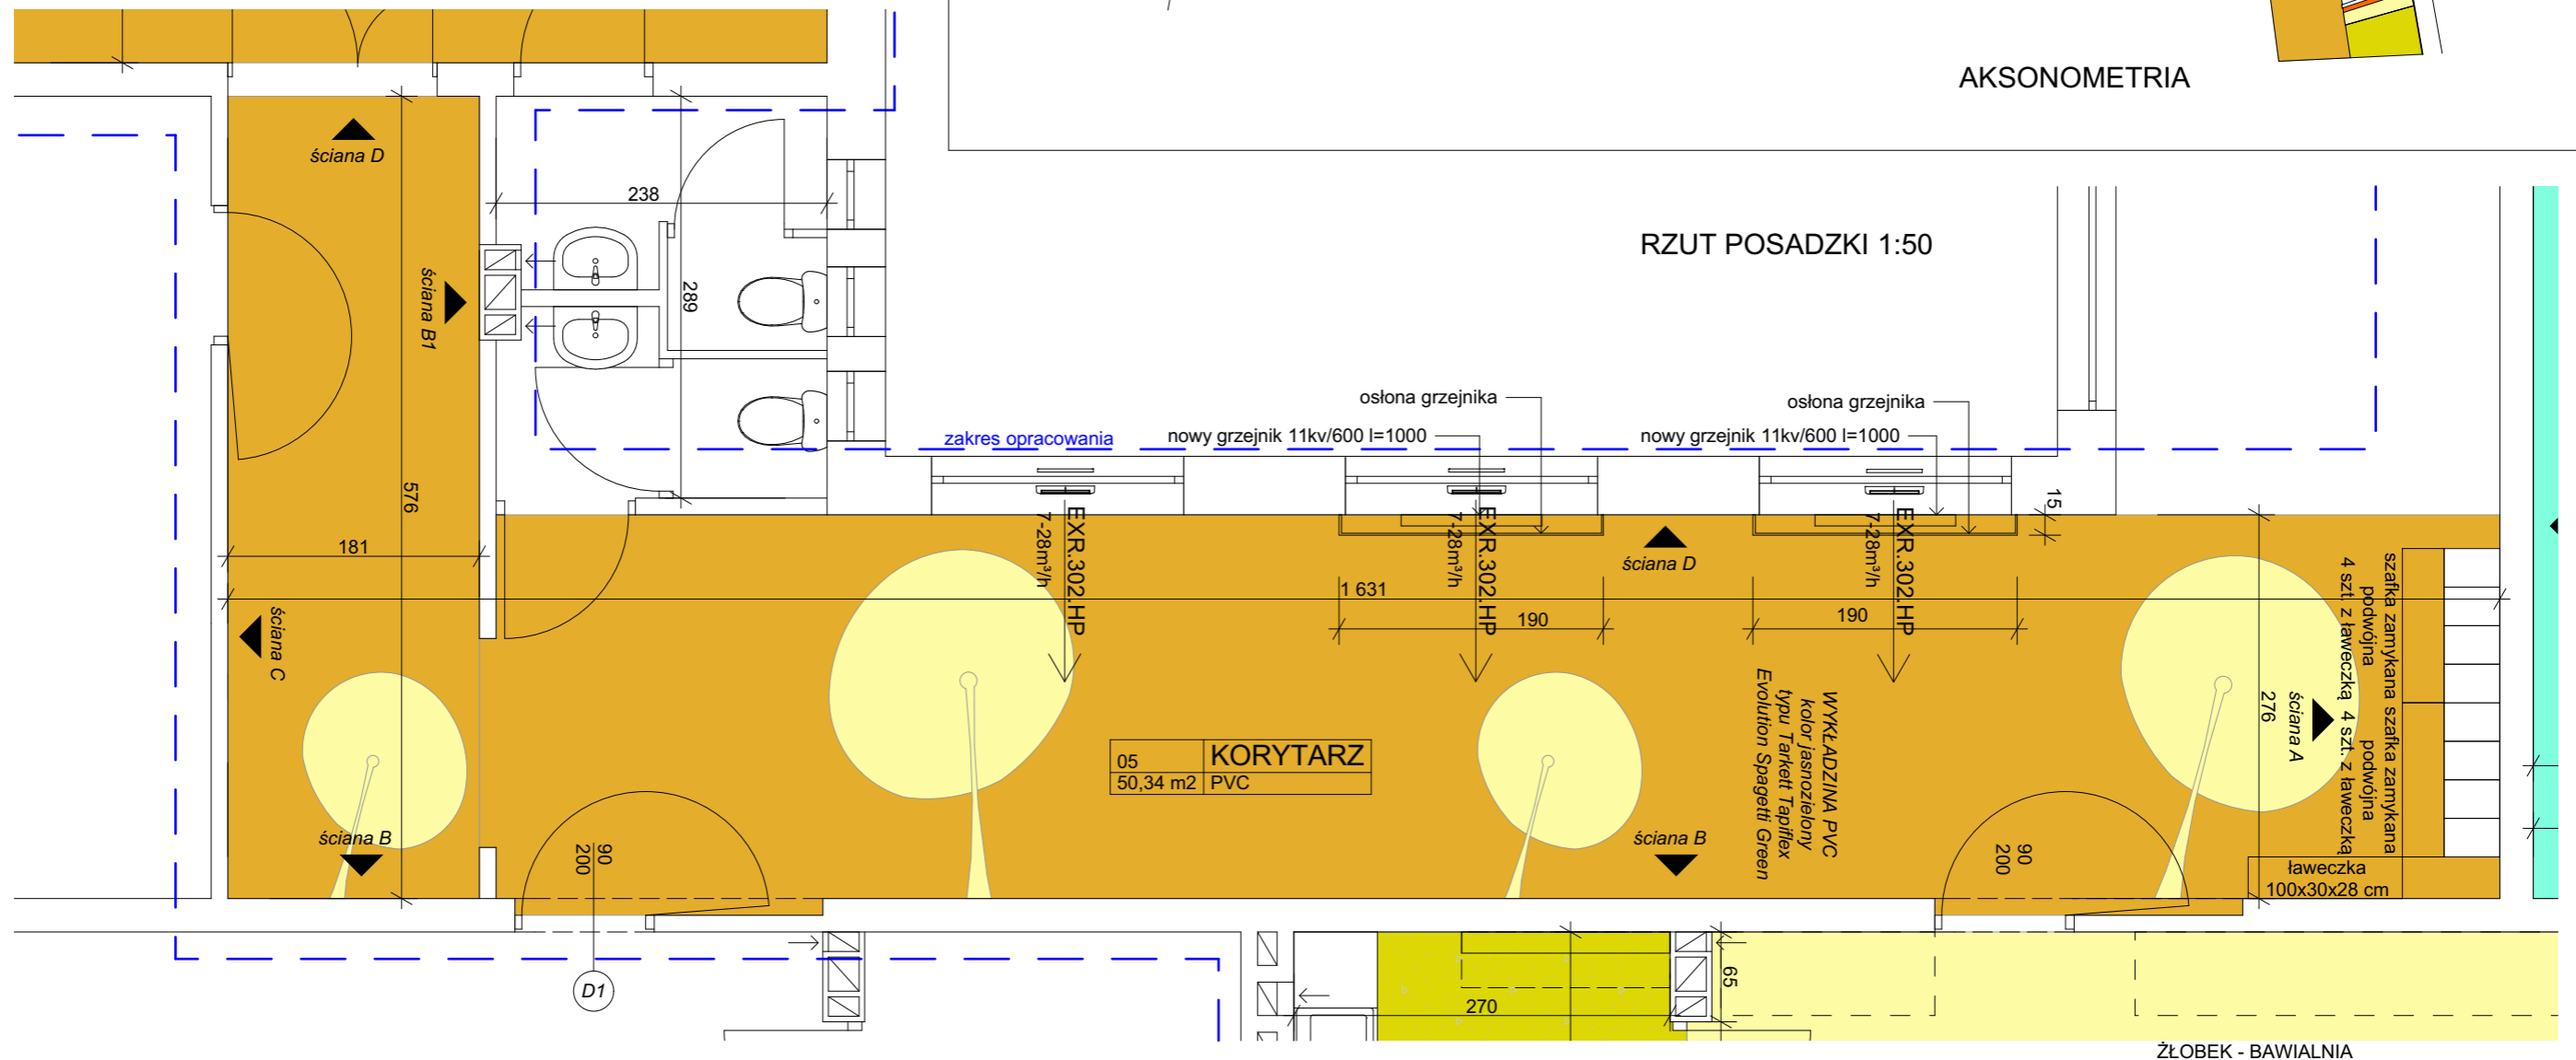 AKSONOMETRIA
RZUT POSADZKI 1:50
ściana D
238
ściana B1
289
osłona grzejnika
osłona grzejnika
zakres opracowania
nowy grzejnik 11kv/600 l=1000
nowy grzejnik 11kv/600 l=1000
576
15
181
EXR.302.HP
7-28m³/h
EXR.302.HP
7-28m³/h
EXR.302.HP
7-28m³/h
ściana D
1 631
190
190
ściana C
szafka zamykana
podwójna
4 szt. z ławeczką
szafka zamykana
podwójna
4 szt. z ławeczką
276
ściana A
WYKŁADZINA PVC
kolor jasnozielony
typu Tarkett Tapiflex
Evolution Spagetti Green
05 KORYTARZ
50,34 m2 PVC
ściana B
ściana B
90
200
90
200
ławeczka
100x30x28 cm
D1
65
270
ŻŁOBEK - BAWIALNIA